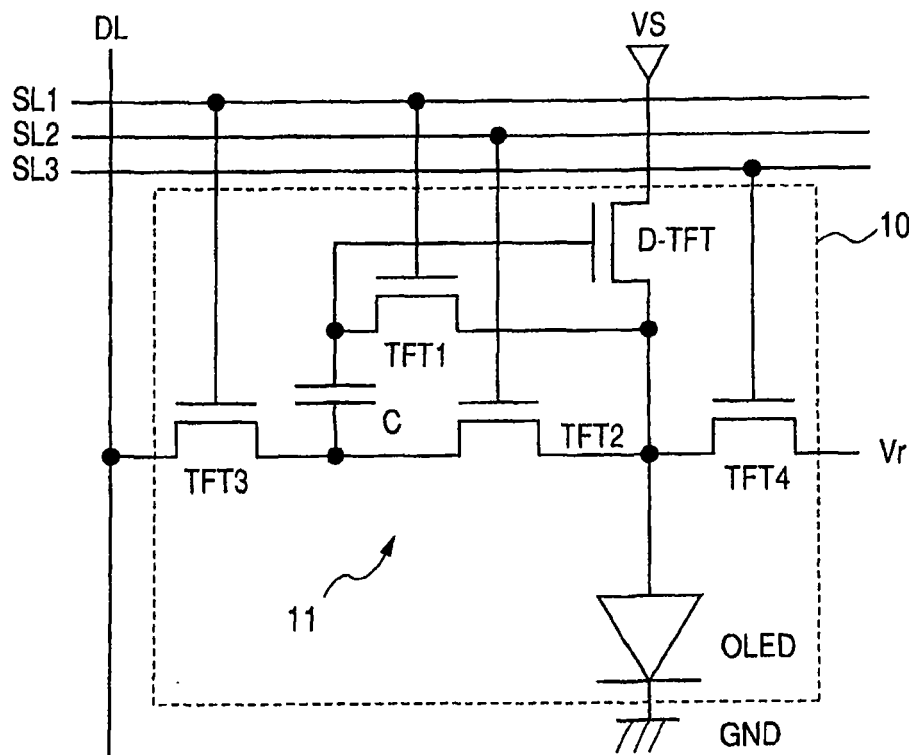 DL
VS
SL1
SL2
SL3
10
D-TFT
TFT1
C
TFT2
TFT3
TFT4
Vr
11
OLED
GND